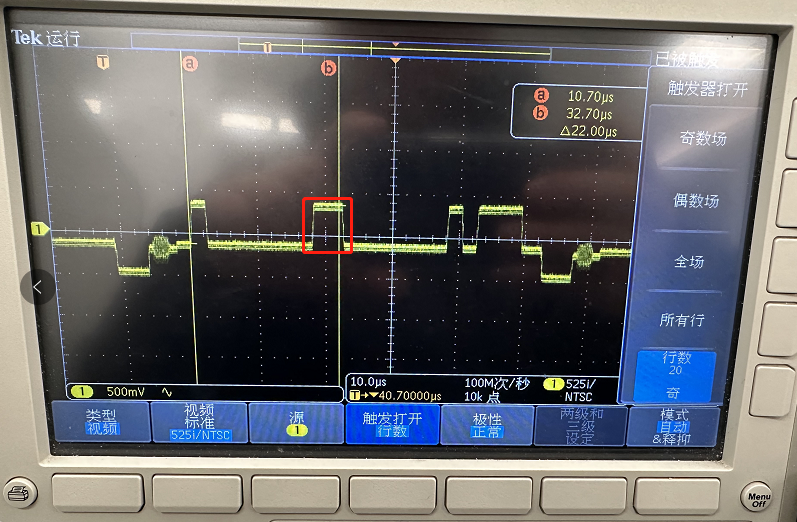 Tek 运行
已被触发
T
T
a
b
a 10.70µs
b 32.70µs
△22.00µs
触发器打开
奇数场
偶数场
全场
所有行
行数
20
奇
1
1 500mV
10.0µs
T→▼40.70000µs
100M次/秒
10k 点
1 525i/
NTSC
类型
视频
视频
标准
525i/NTSC
源
1
触发打开
行数
极性
正常
两级和
三级
设定
模式
自动
&释抑
Menu
Off